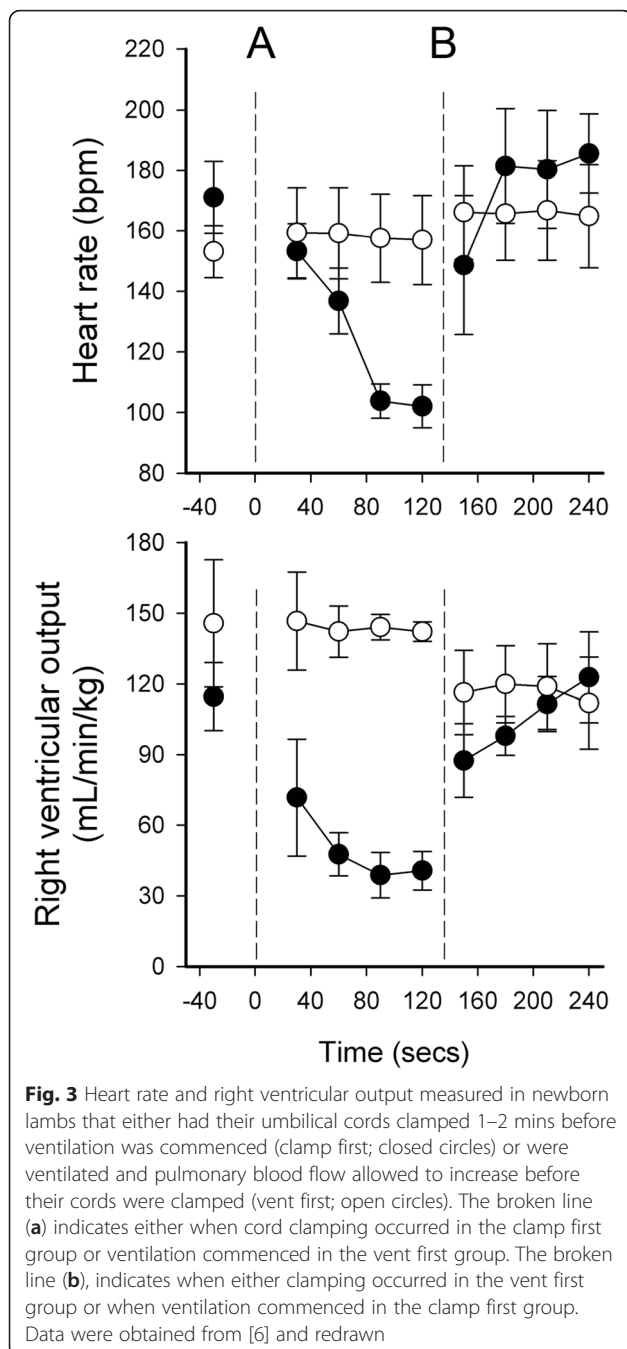 A B
220
200
180
160
140
120
100
80
Heart rate (bpm)
-40 0 40 80 120 160 200 240
180
150
120
90
60
30
0
Right ventricular output
(mL/min/kg)
-40 0 40 80 120 160 200 240
Time (secs)
Fig. 3 Heart rate and right ventricular output measured in newborn
lambs that either had their umbilical cords clamped 1–2 mins before
ventilation was commenced (clamp first; closed circles) or were
ventilated and pulmonary blood flow allowed to increase before
their cords were clamped (vent first; open circles). The broken line
(a) indicates either when cord clamping occurred in the clamp first
group or ventilation commenced in the vent first group. The broken
line (b), indicates when either clamping occurred in the vent first
group or when ventilation commenced in the clamp first group.
Data were obtained from [6] and redrawn